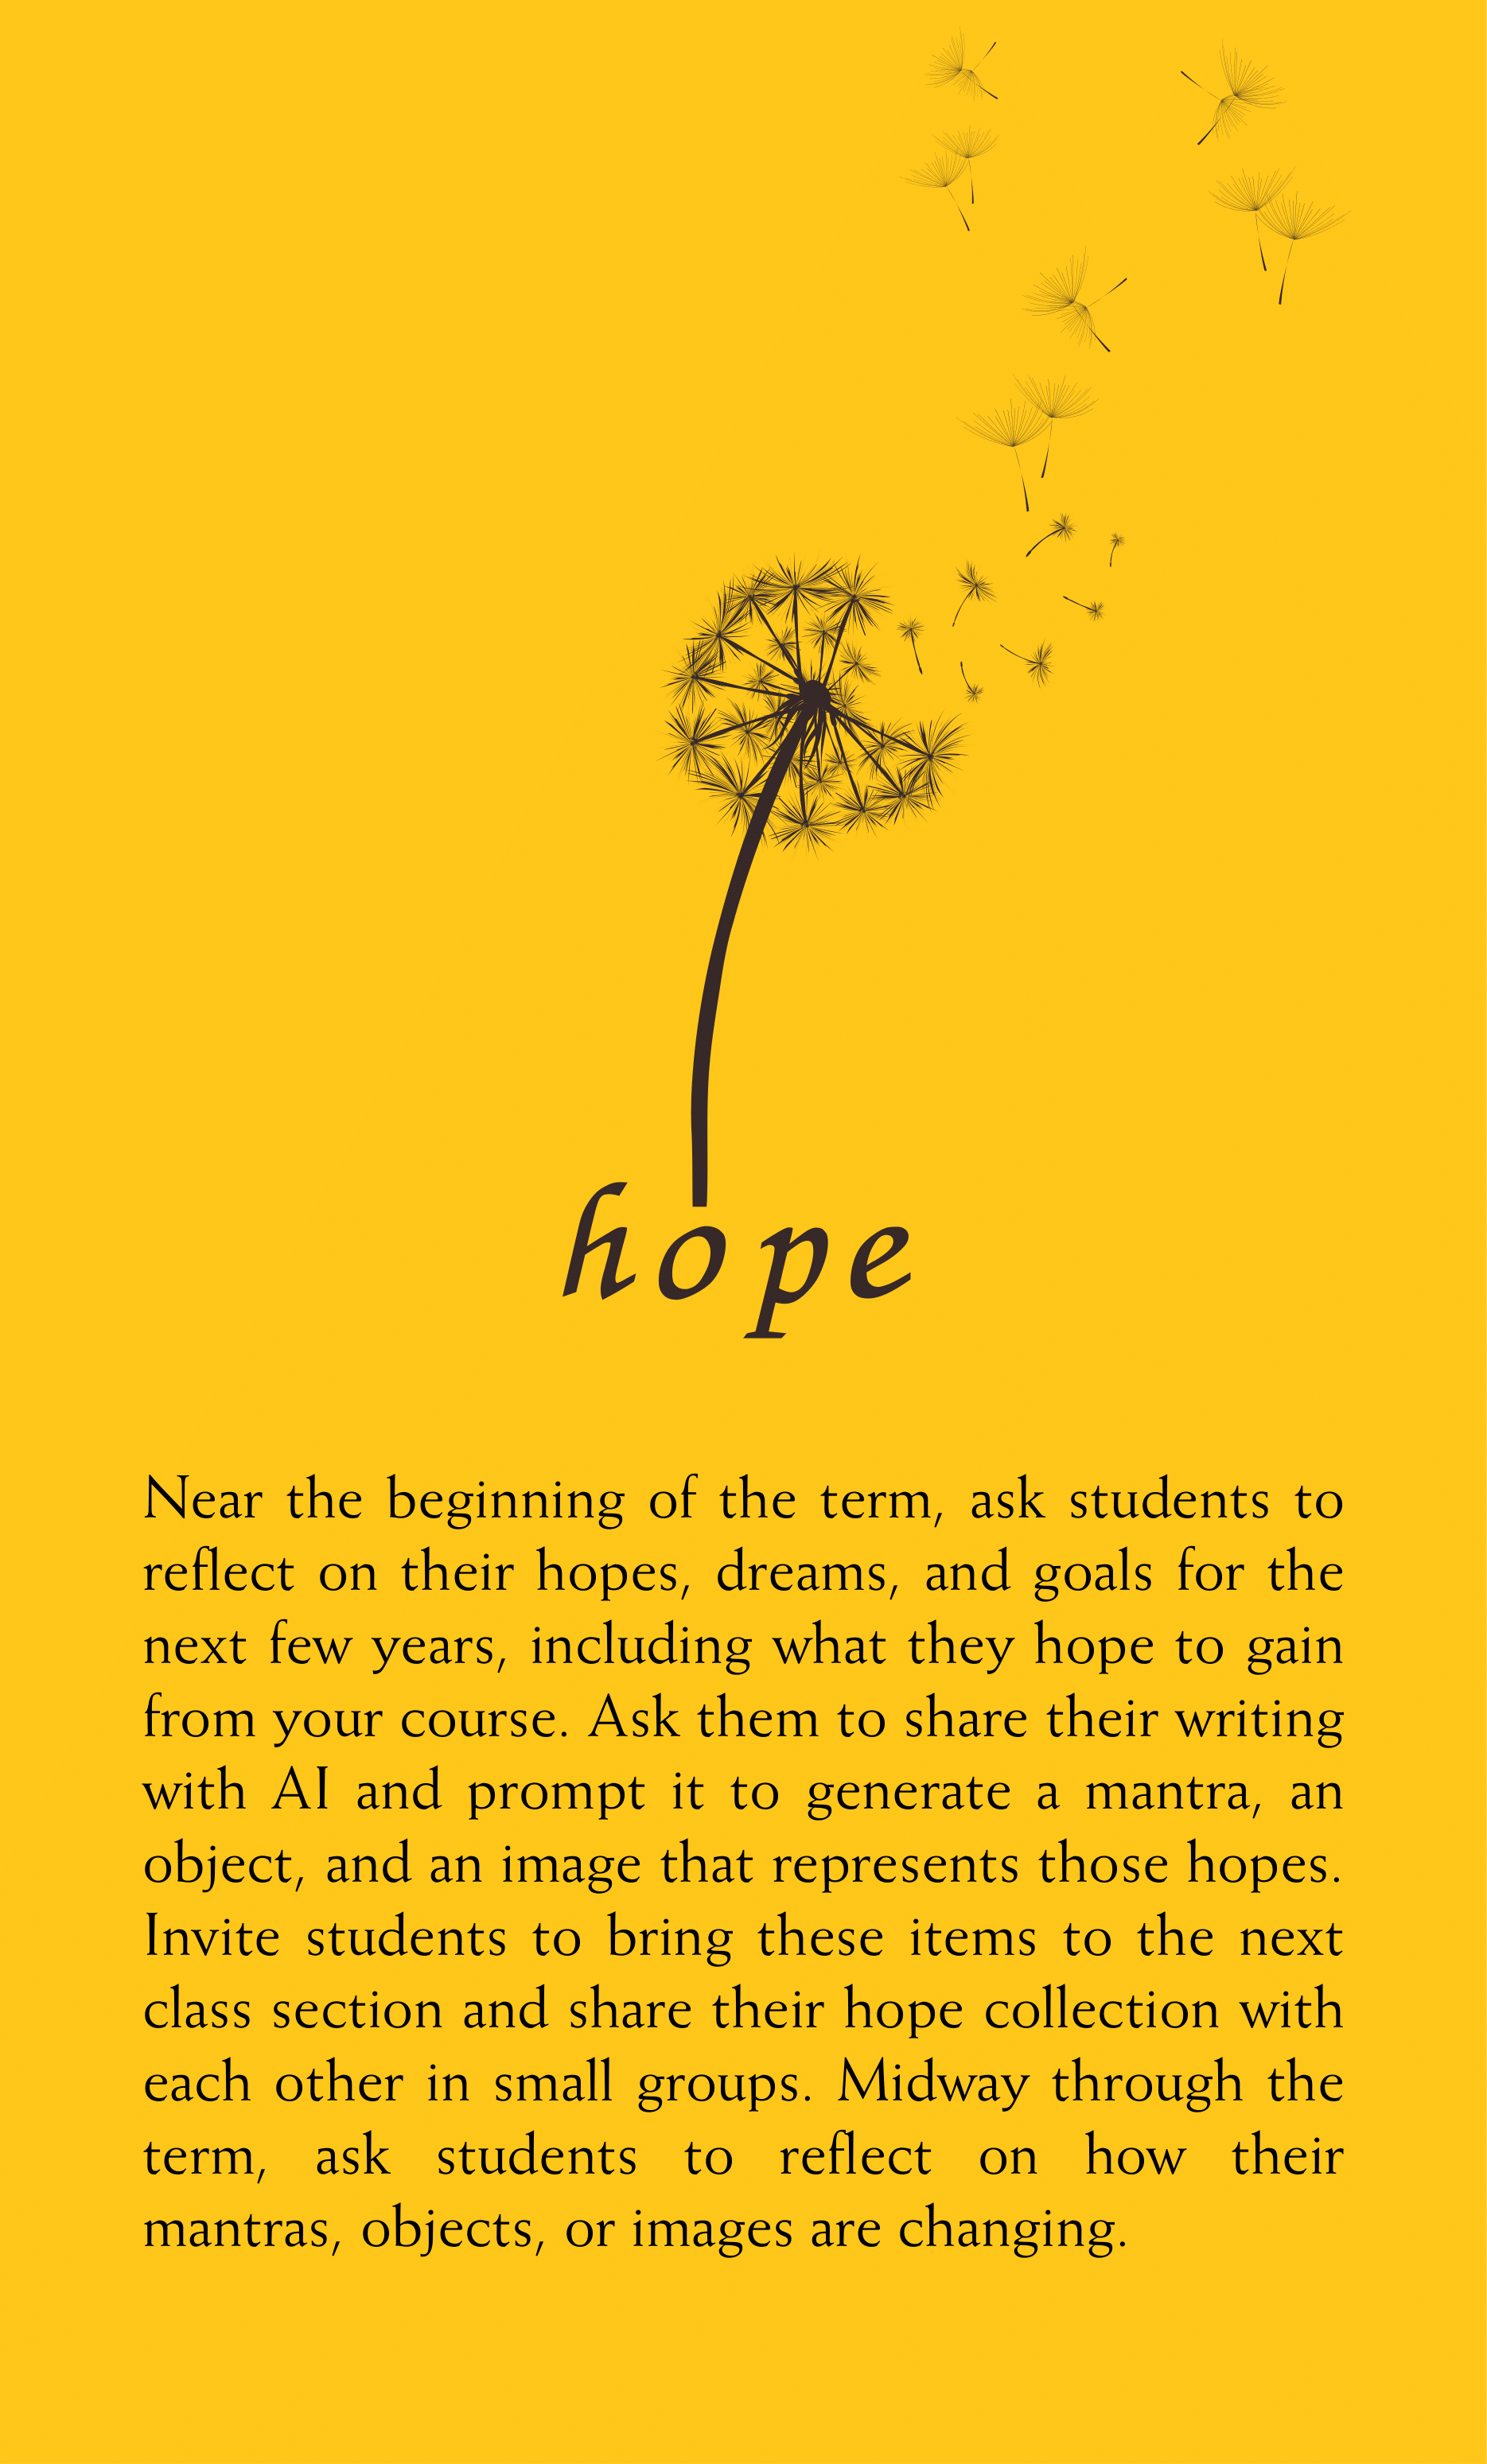 hope
Near the beginning of the term, ask students to
reflect on their hopes, dreams, and goals for the
next few years, including what they hope to gain
from your course. Ask them to share their writing
with AI and prompt it to generate a mantra, an
object, and an image that represents those hopes.
Invite students to bring these items to the next
class section and share their hope collection with
each other in small groups. Midway through the
term, ask students to reflect on how their
mantras, objects, or images are changing.